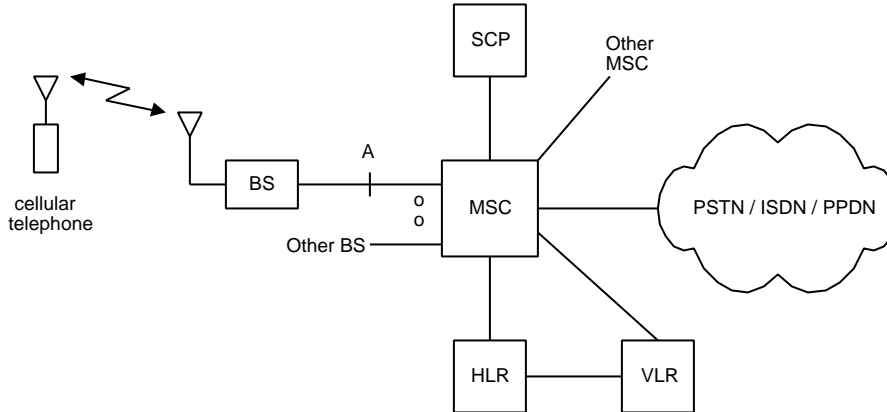 SCP
Other
MSC
A
BS
o
o
MSC
PSTN / ISDN / PPDN
cellular
telephone
Other BS
HLR
VLR